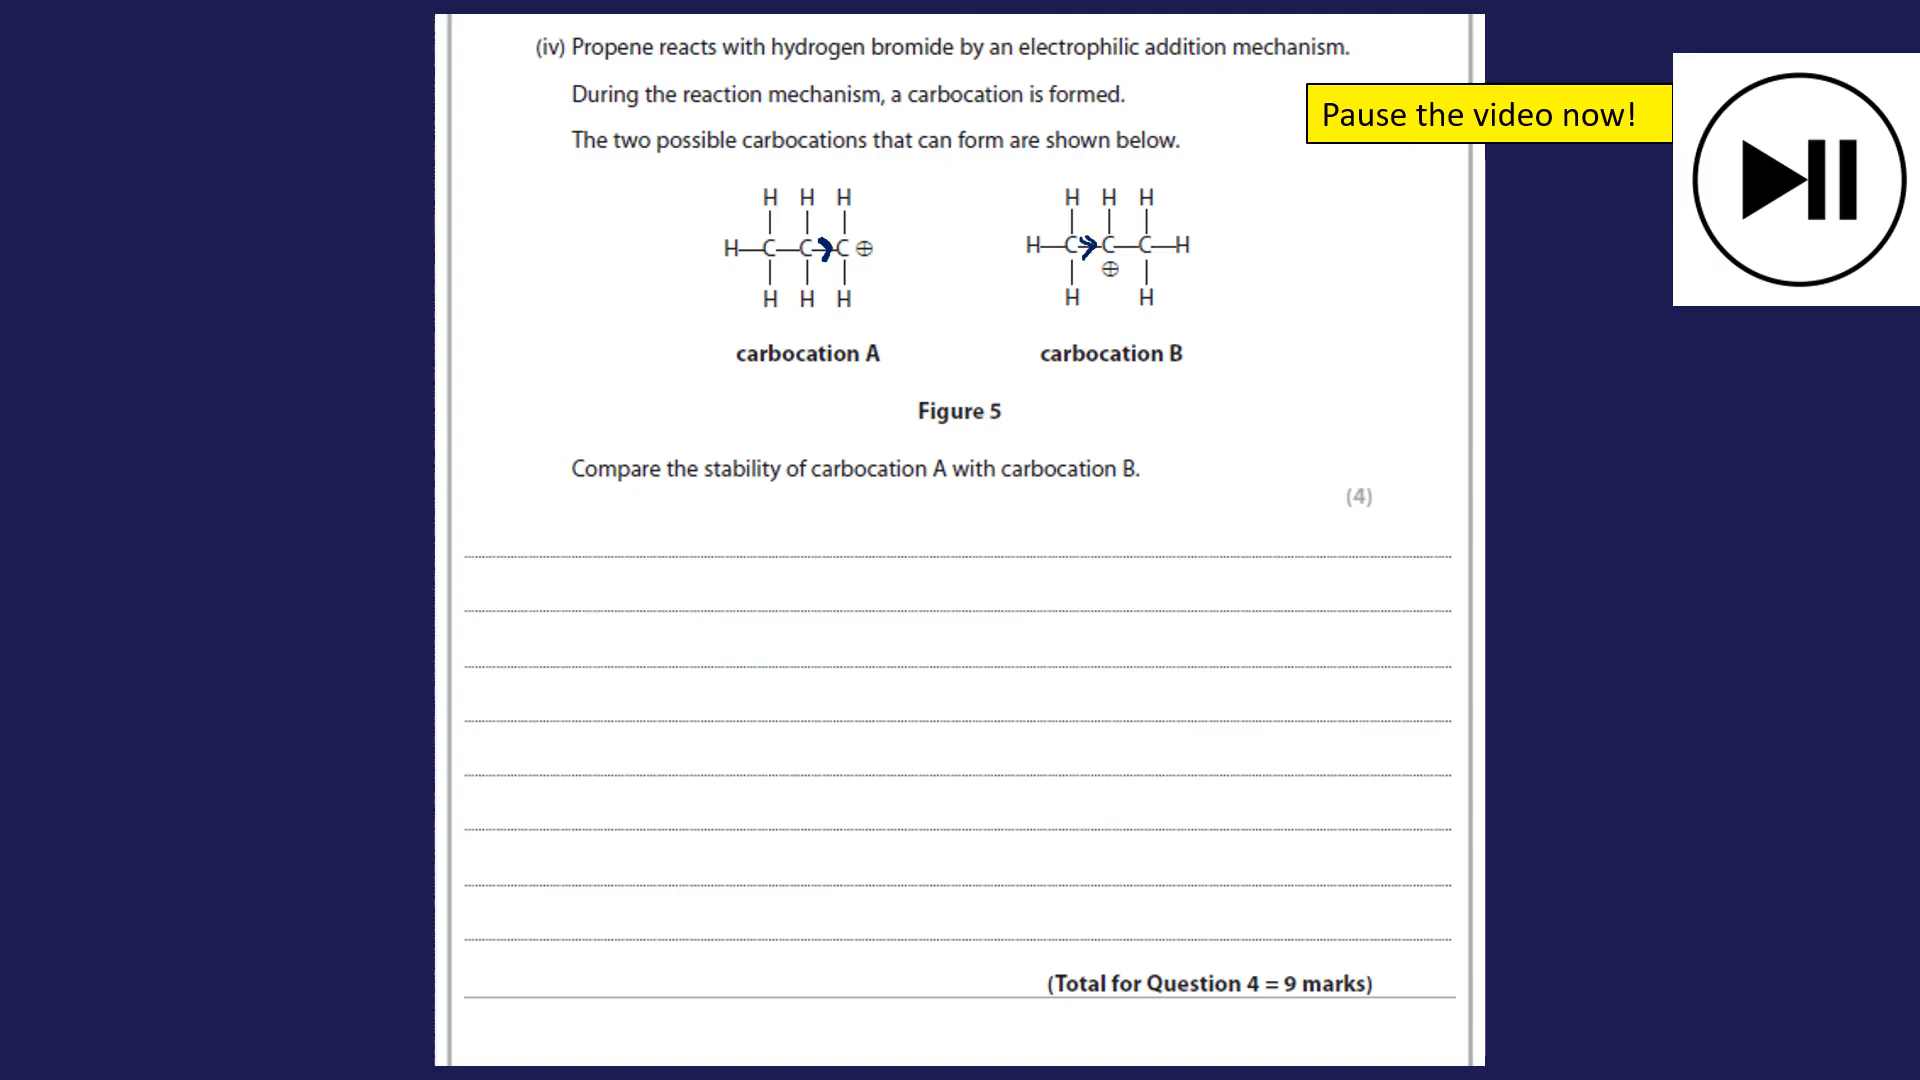 (iv) Propene reacts with hydrogen bromide by an electrophilic addition mechanism.
During the reaction mechanism, a carbocation is formed.
Pause the video now!
The two possible carbocations that can form are shown below.
H H H H H H
H C C C ⊕ H C C C H
⊕
H H H H H
carbocation A carbocation B
Figure 5
Compare the stability of carbocation A with carbocation B.
(4)
(Total for Question 4 = 9 marks)